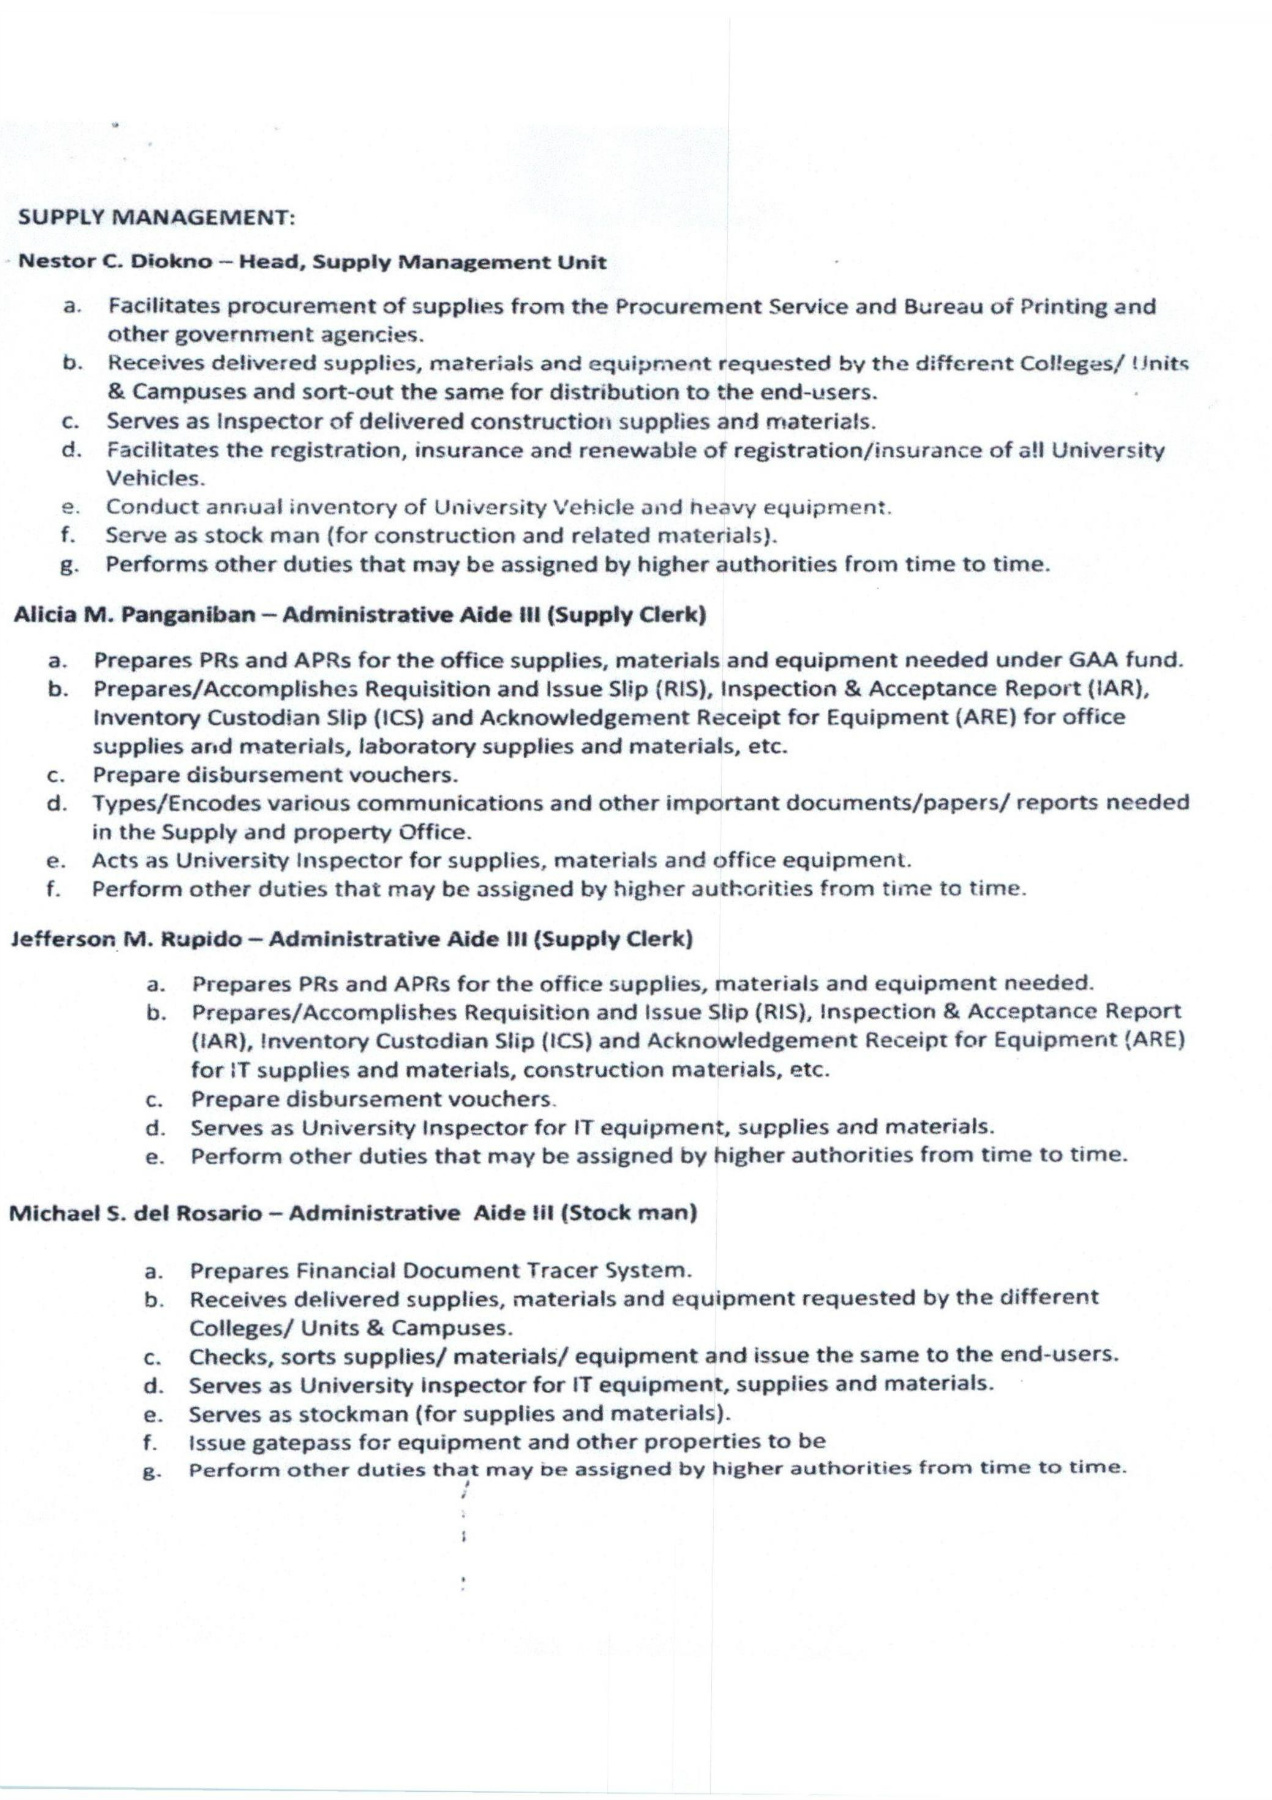 SUPPLY MANAGEMENT:
Nestor C. Diokno – Head, Supply Management Unit
a. Facilitates procurement of supplies from the Procurement Service and Bureau of Printing and
other government agencies.
b. Receives delivered supplies, materials and equipment requested by the different Colleges/ Units
& Campuses and sort-out the same for distribution to the end-users.
c. Serves as Inspector of delivered construction supplies and materials.
d. Facilitates the registration, insurance and renewable of registration/insurance of all University
Vehicles.
e. Conduct annual inventory of University Vehicle and heavy equipment.
f. Serve as stock man (for construction and related materials).
g. Performs other duties that may be assigned by higher authorities from time to time.
Alicia M. Panganiban – Administrative Aide III (Supply Clerk)
a. Prepares PRs and APRs for the office supplies, materials and equipment needed under GAA fund.
b. Prepares/Accomplishes Requisition and Issue Slip (RIS), Inspection & Acceptance Report (IAR),
Inventory Custodian Slip (ICS) and Acknowledgement Receipt for Equipment (ARE) for office
supplies and materials, laboratory supplies and materials, etc.
c. Prepare disbursement vouchers.
d. Types/Encodes various communications and other important documents/papers/ reports needed
in the Supply and property Office.
e. Acts as University Inspector for supplies, materials and office equipment.
f. Perform other duties that may be assigned by higher authorities from time to time.
Jefferson M. Rupido – Administrative Aide III (Supply Clerk)
a. Prepares PRs and APRs for the office supplies, materials and equipment needed.
b. Prepares/Accomplishes Requisition and Issue Slip (RIS), Inspection & Acceptance Report
(IAR), Inventory Custodian Slip (ICS) and Acknowledgement Receipt for Equipment (ARE)
for IT supplies and materials, construction materials, etc.
c. Prepare disbursement vouchers.
d. Serves as University Inspector for IT equipment, supplies and materials.
e. Perform other duties that may be assigned by higher authorities from time to time.
Michael S. del Rosario – Administrative Aide III (Stock man)
a. Prepares Financial Document Tracer System.
b. Receives delivered supplies, materials and equipment requested by the different
Colleges/ Units & Campuses.
c. Checks, sorts supplies/ materials/ equipment and issue the same to the end-users.
d. Serves as University Inspector for IT equipment, supplies and materials.
e. Serves as stockman (for supplies and materials).
f. Issue gatepass for equipment and other properties to be
g. Perform other duties that may be assigned by higher authorities from time to time.